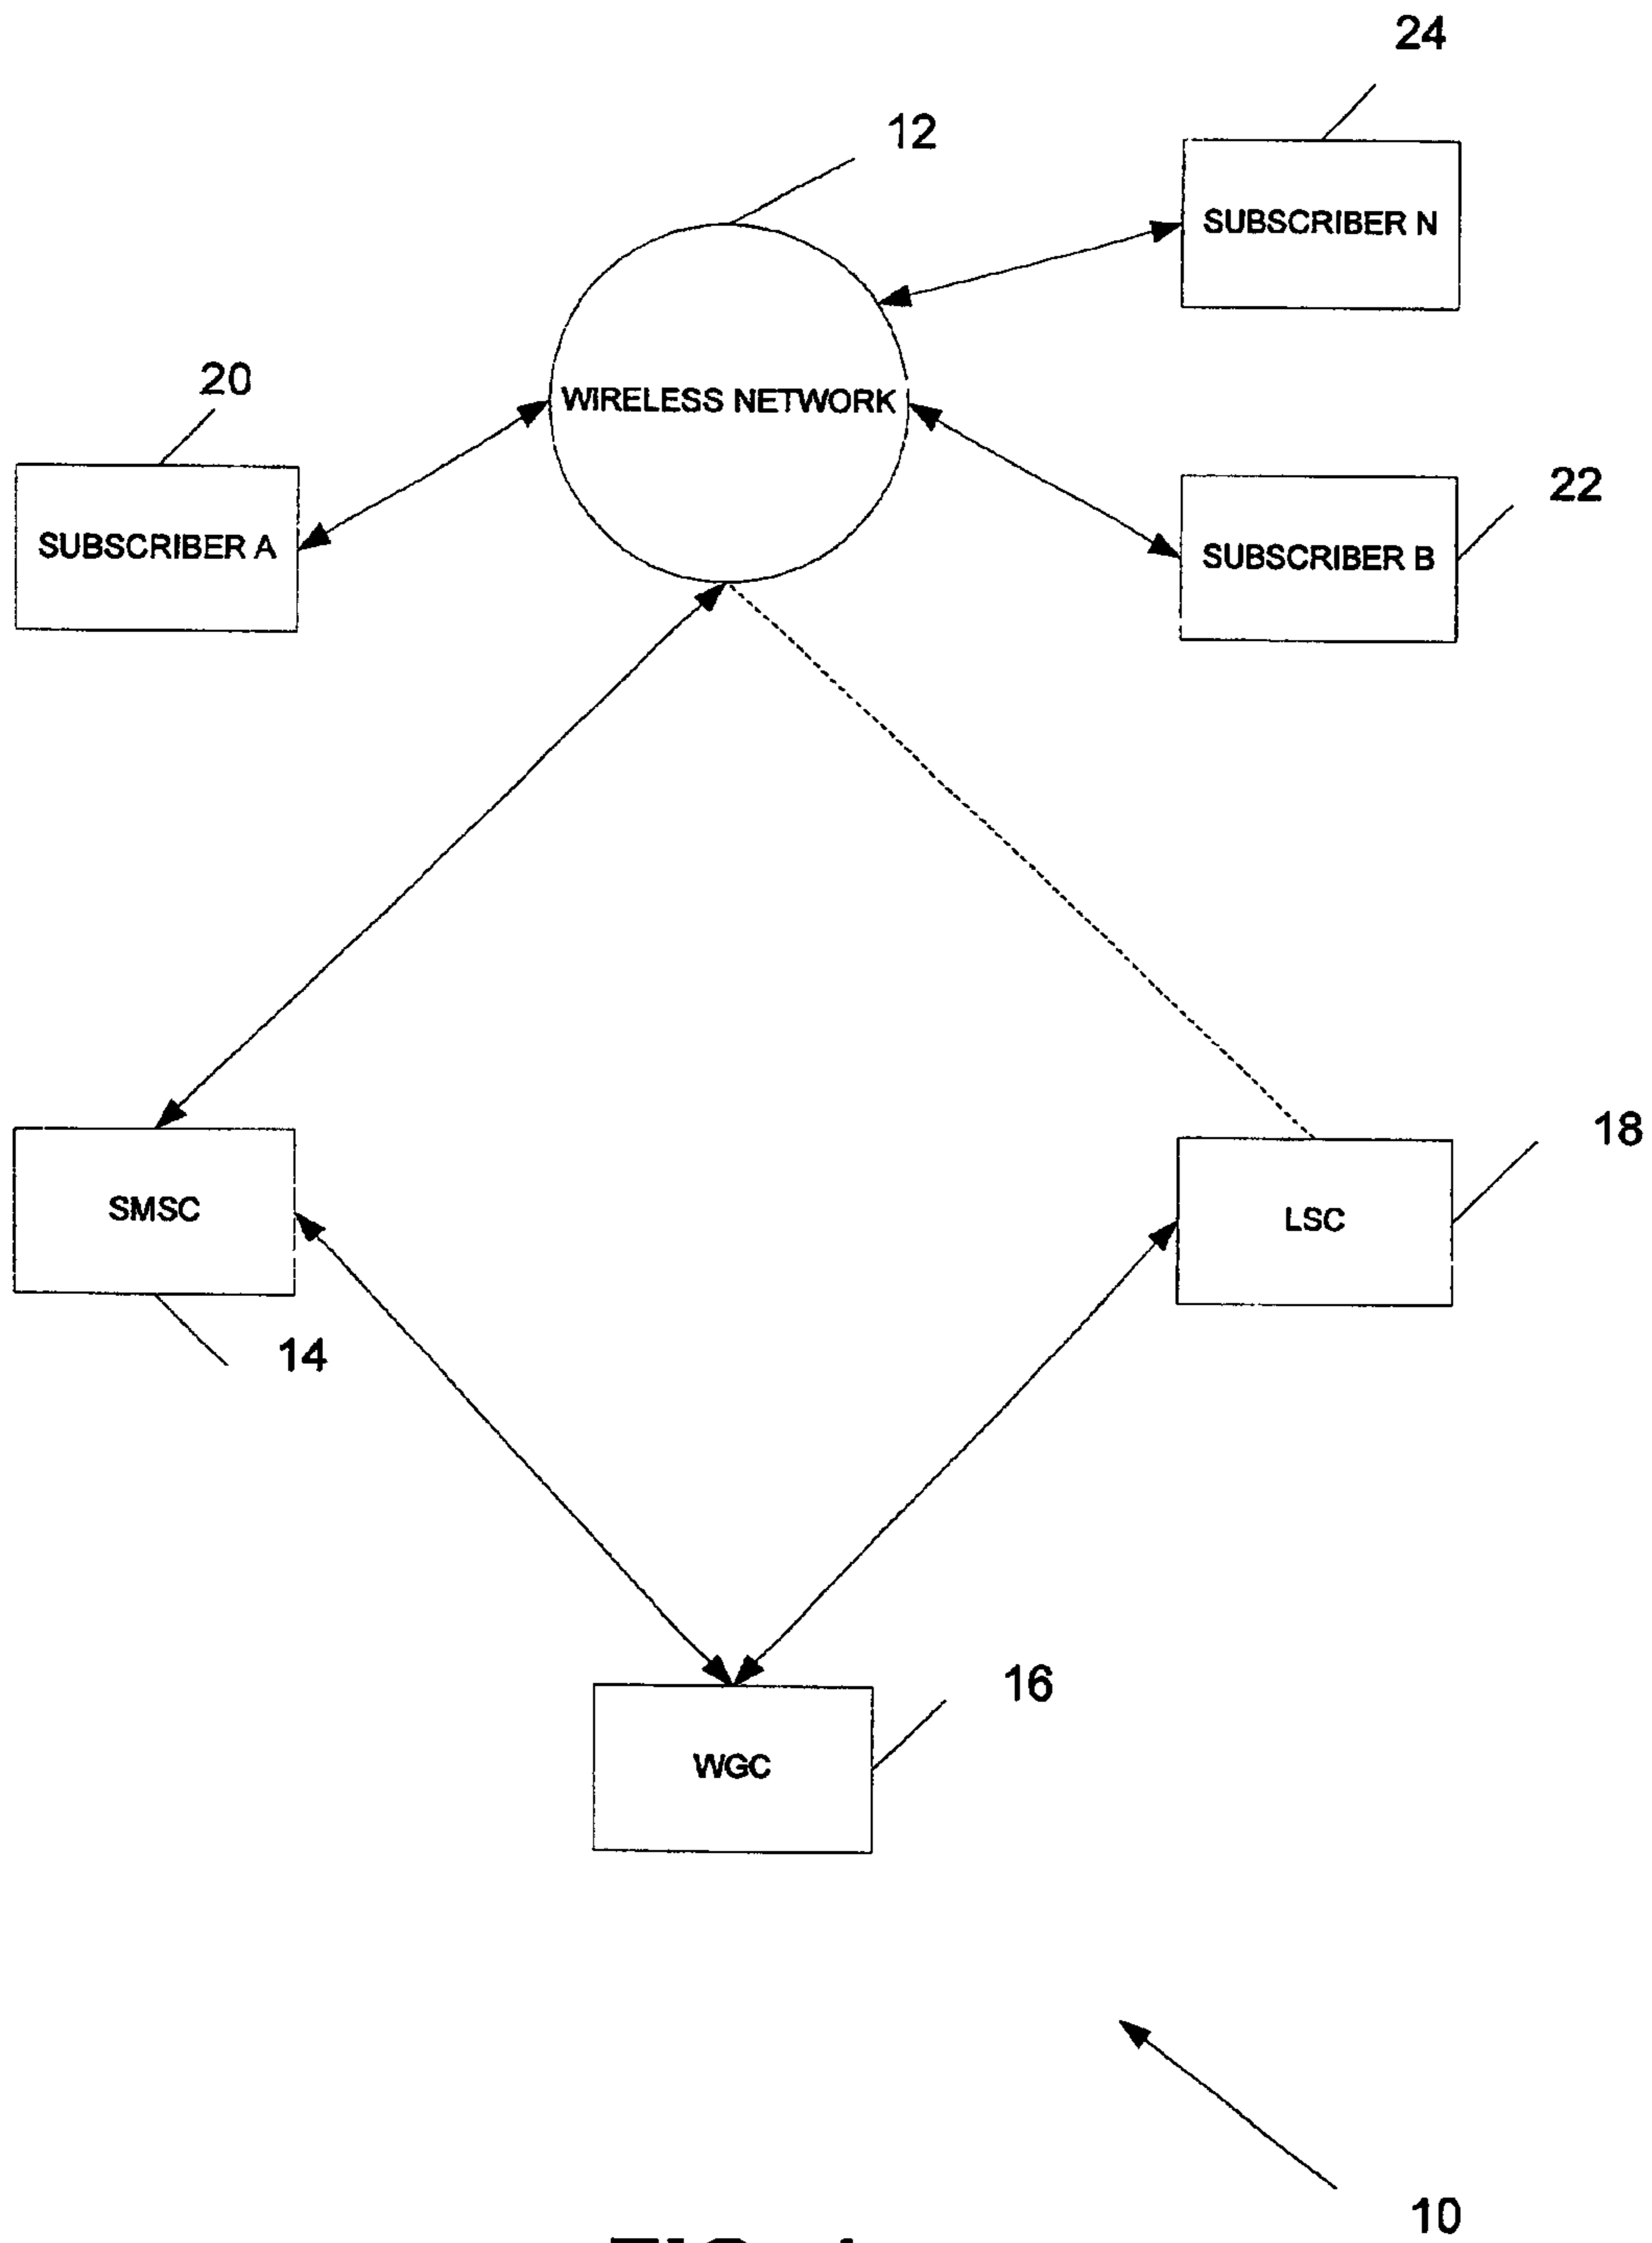 24
12
SUBSCRIBER N
20
WIRELESS NETWORK
22
SUBSCRIBER A
SUBSCRIBER B
18
SMSC
LSC
14
16
WGC
10